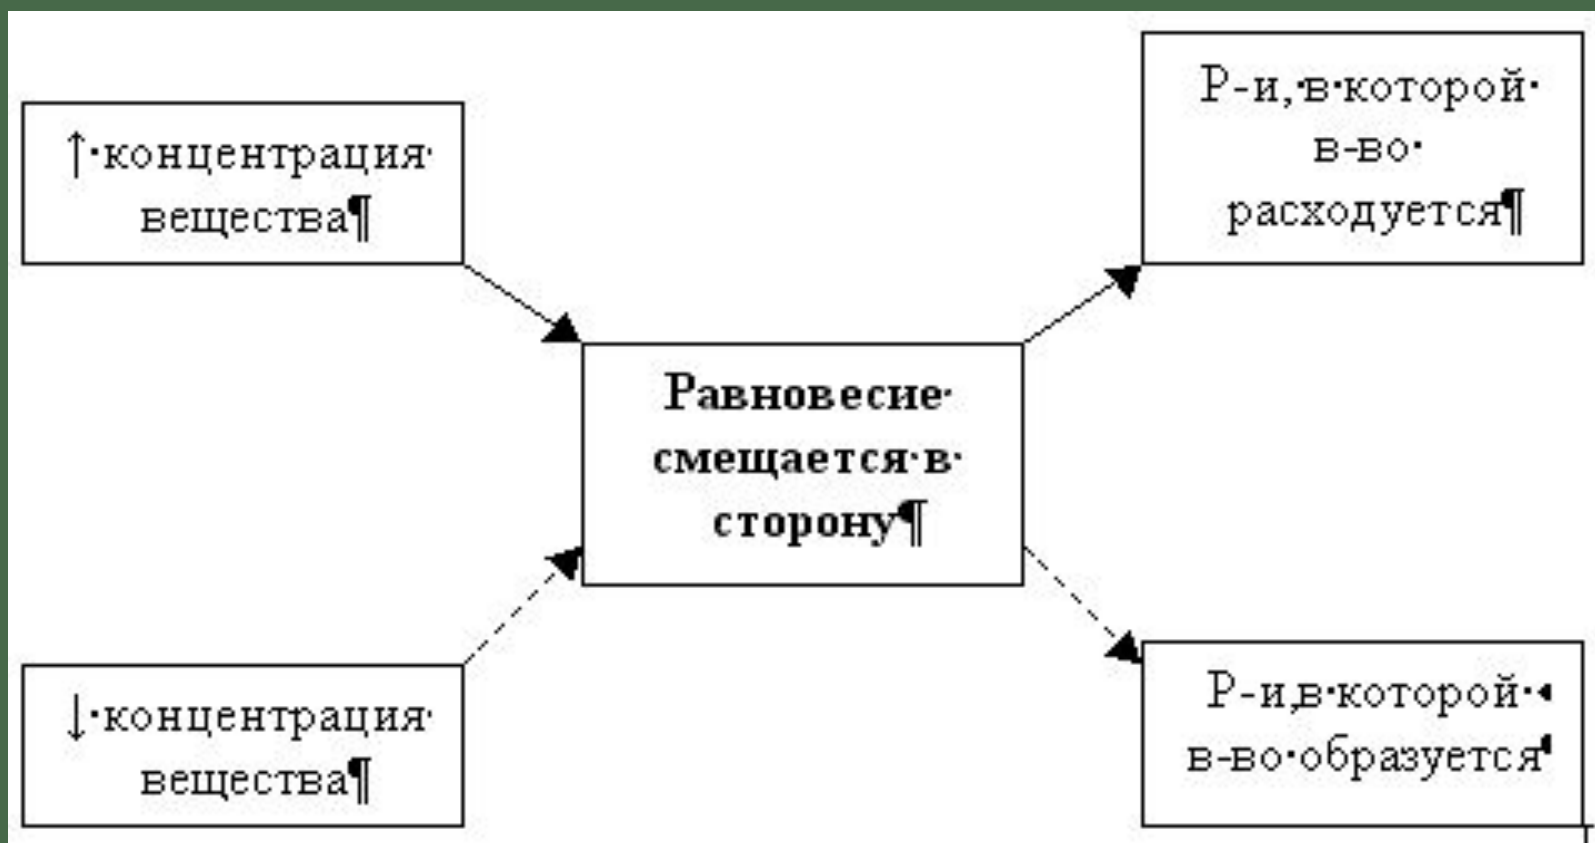 ↑·концентрация·
вещества¶
Р-и,·в·которой·
в-во·
расходуется¶
Равновесие·
смещается·в·
сторону¶
↓·концентрация·
вещества¶
Р-и,в·которой·
в-во·образуется¶